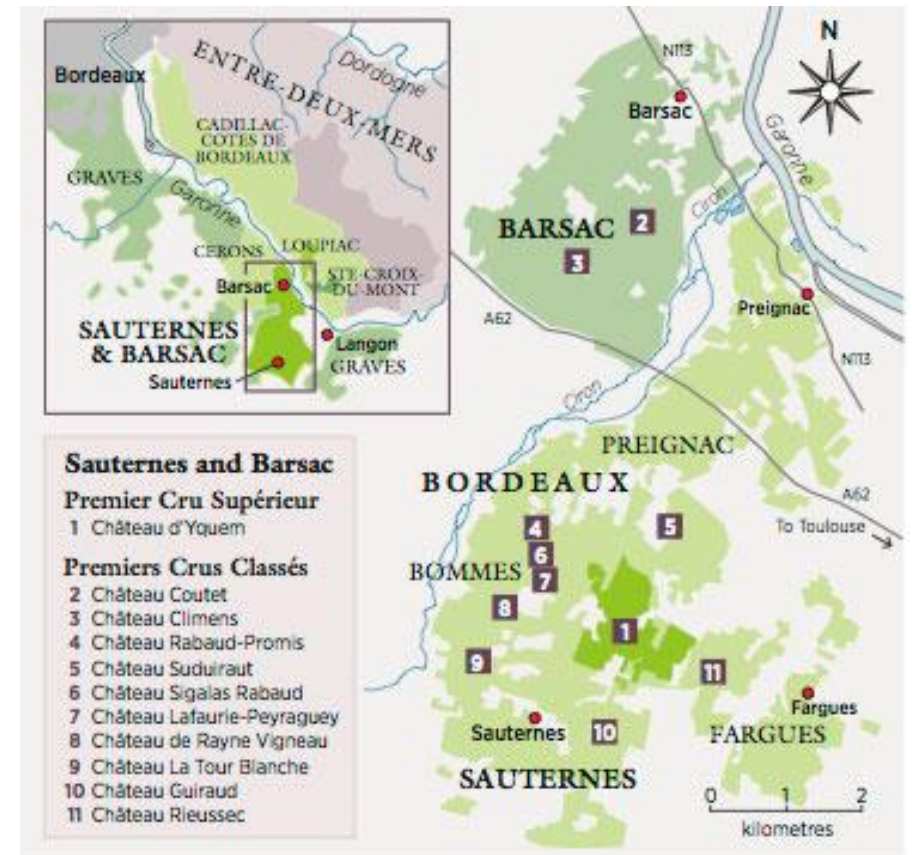 Bordeaux
ENTRE-DEUX-MERS
Dordogne
CADILLAC-
COTES DE
BORDEAUX
GRAVES
Garonne
CERONS
LOUPIAC
Barsac
STE-CROIX-
DU-MONT
SAUTERNES
& BARSAC
Langon
GRAVES
Sauternes
N113
N
Barsac
Garonne
Ciron
BARSAC
2
3
Preignac
A62
N113
Ciron
PREIGNAC
BORDEAUX
A62
To Toulouse
4
5
6
BOMMES
7
8
1
9
11
Fargues
Sauternes
10
FARGUES
SAUTERNES
0 1 2
kilometres
Sauternes and Barsac
Premier Cru Supérieur
1 Château d'Yquem
Premiers Crus Classés
2 Château Coutet
3 Château Climens
4 Château Rabaud-Promis
5 Château Suduiraut
6 Château Sigalas Rabaud
7 Château Lafaurie-Peyraguey
8 Château de Rayne Vigneau
9 Château La Tour Blanche
10 Château Guiraud
11 Château Rieussec